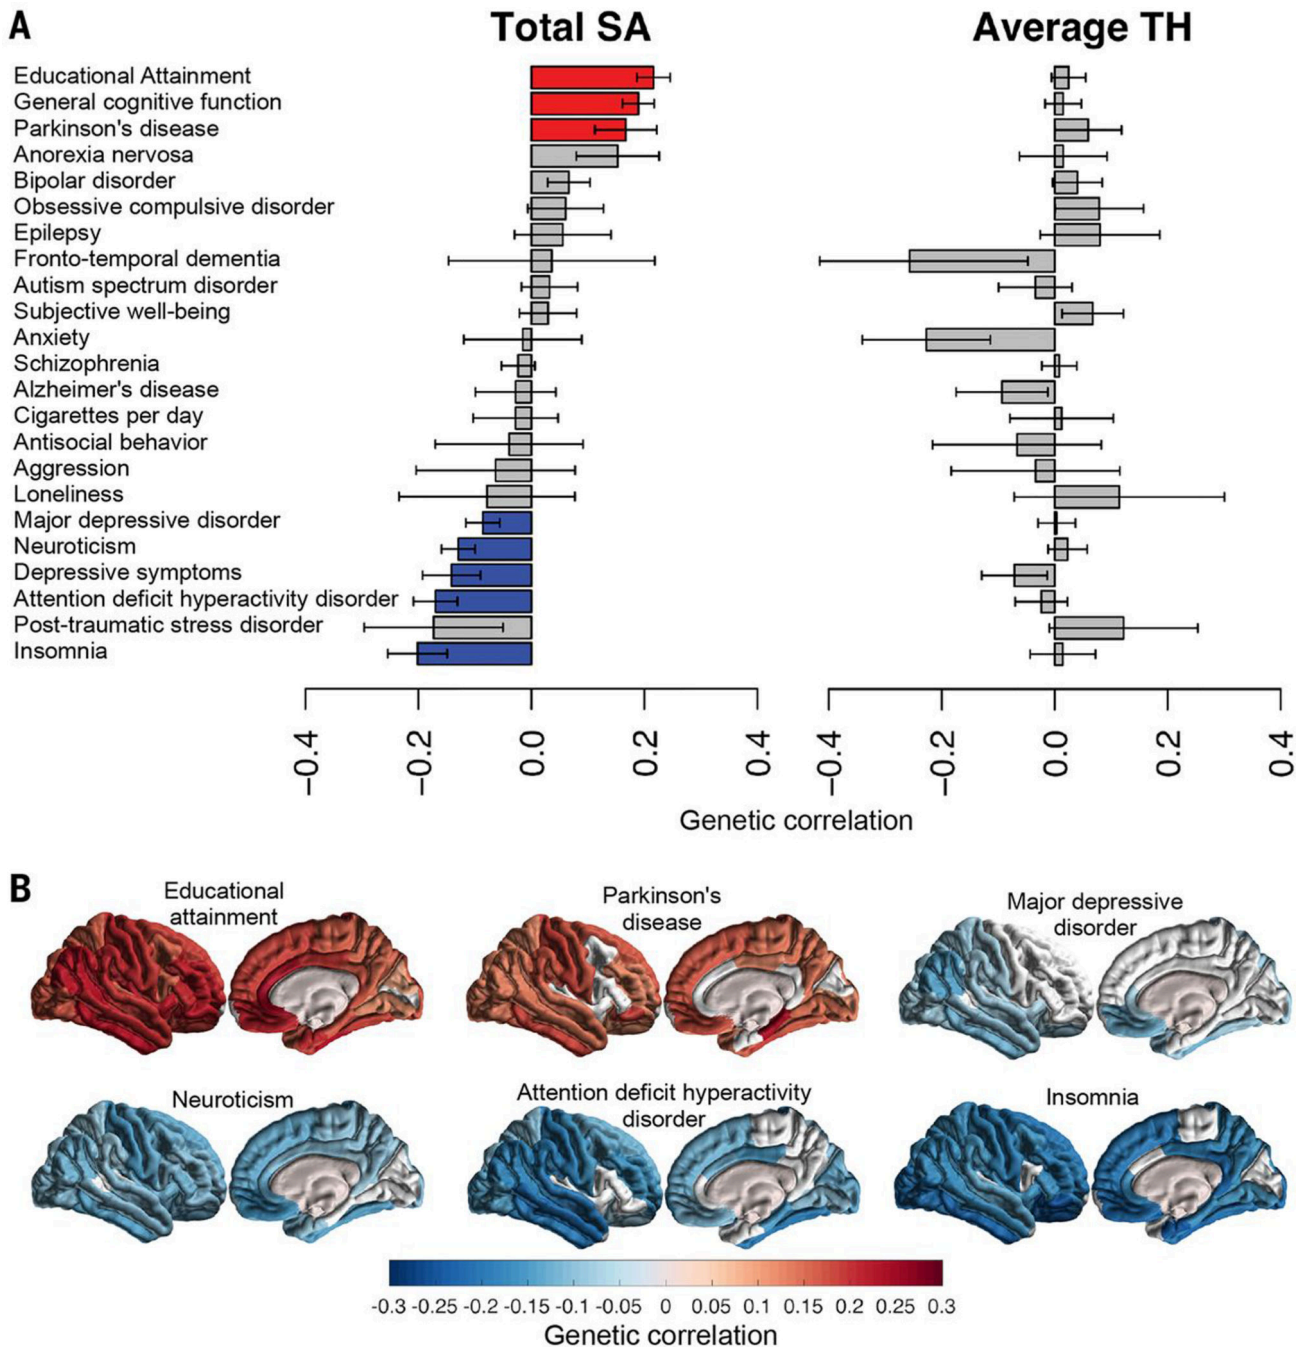 A
Total SA
Average TH
Educational Attainment
General cognitive function
Parkinson's disease
Anorexia nervosa
Bipolar disorder
Obsessive compulsive disorder
Epilepsy
Fronto-temporal dementia
Autism spectrum disorder
Subjective well-being
Anxiety
Schizophrenia
Alzheimer's disease
Cigarettes per day
Antisocial behavior
Aggression
Loneliness
Major depressive disorder
Neuroticism
Depressive symptoms
Attention deficit hyperactivity disorder
Post-traumatic stress disorder
Insomnia
−0.4 −0.2 0.0 0.2 0.4
−0.4 −0.2 0.0 0.2 0.4
Genetic correlation
B
Educational
attainment
Parkinson's
disease
Major depressive
disorder
Neuroticism
Attention deficit hyperactivity
disorder
Insomnia
-0.3 -0.25 -0.2 -0.15 -0.1 -0.05 0 0.05 0.1 0.15 0.2 0.25 0.3
Genetic correlation